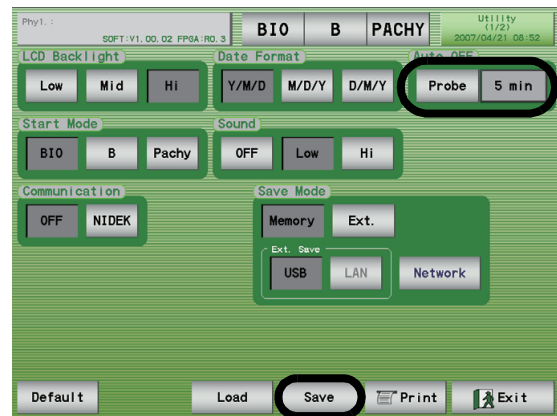 Phy1. :
SOFT:V1.00.02 FPGA:R0.3
BIO B PACHY
Utility
(1/2)
2007/04/21 08:52
LCD Backlight
Low Mid Hi
Date Format
Y/M/D M/D/Y D/M/Y
Auto OFF
Probe 5 min
Start Mode
BIO B Pachy
Sound
OFF Low Hi
Communication
OFF NIDEK
Save Mode
Memory Ext.
Ext. Save
USB LAN
Network
Default Load Save Print Exit